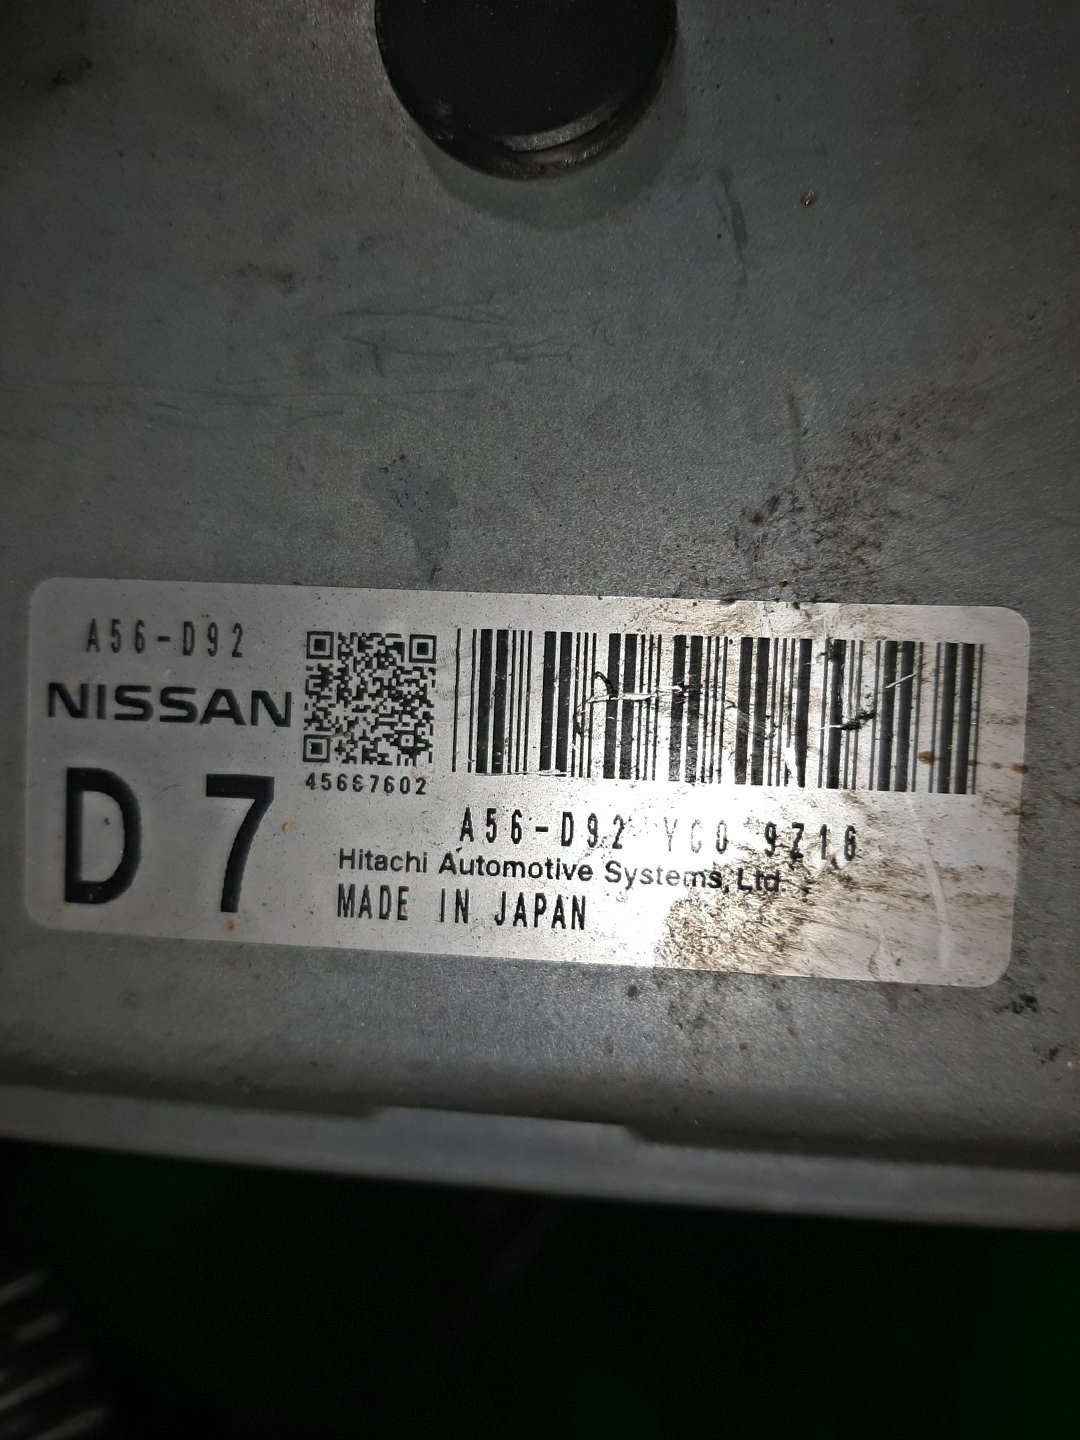 A56-D92
NISSAN
D 7
45667602
A56-D92 YC0 9Z16
Hitachi Automotive Systems, Ltd.
MADE IN JAPAN